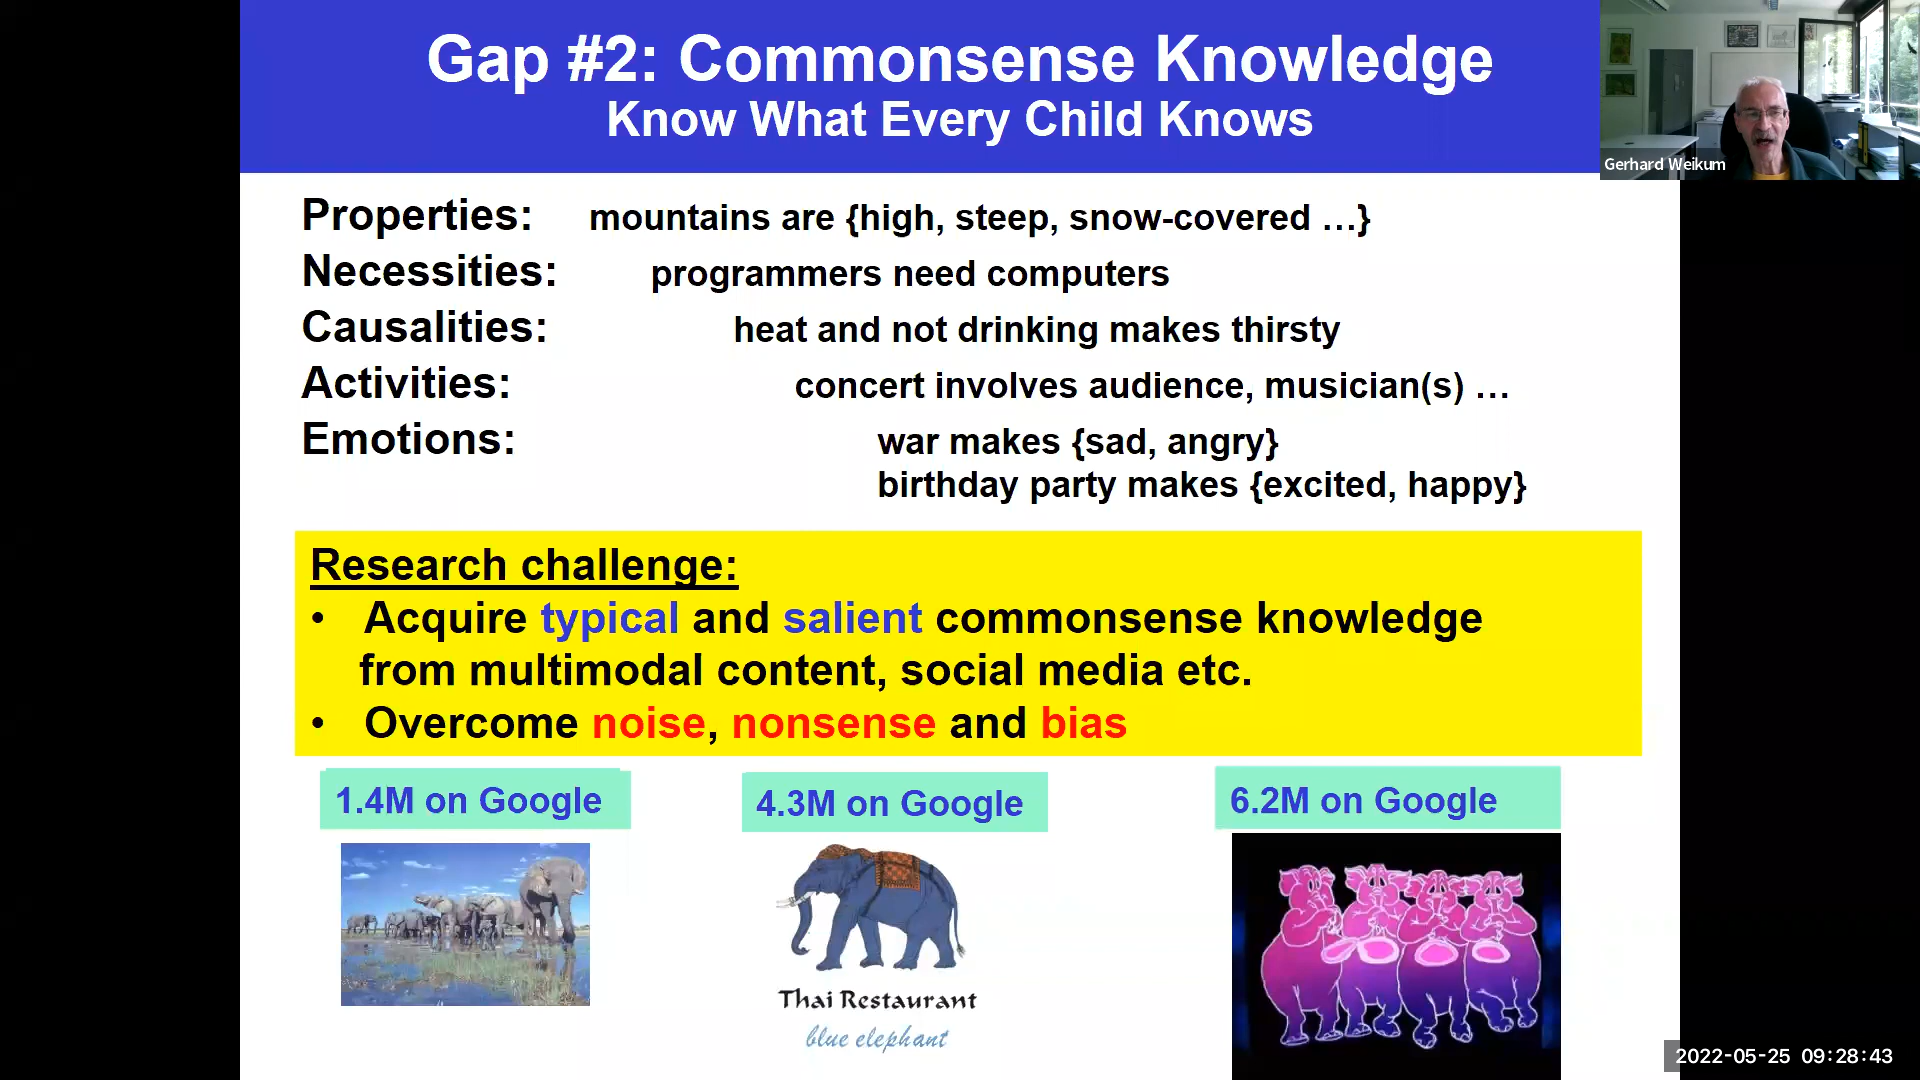 Gap #2: Commonsense Knowledge
Know What Every Child Knows
Gerhard Weikum
Properties: mountains are {high, steep, snow-covered …}
Necessities: programmers need computers
Causalities: heat and not drinking makes thirsty
Activities: concert involves audience, musician(s) …
Emotions: war makes {sad, angry}
birthday party makes {excited, happy}
Research challenge:
• Acquire typical and salient commonsense knowledge
from multimodal content, social media etc.
• Overcome noise, nonsense and bias
1.4M on Google
4.3M on Google
6.2M on Google
Thai Restaurant
blue elephant
2022-05-25 09:28:43